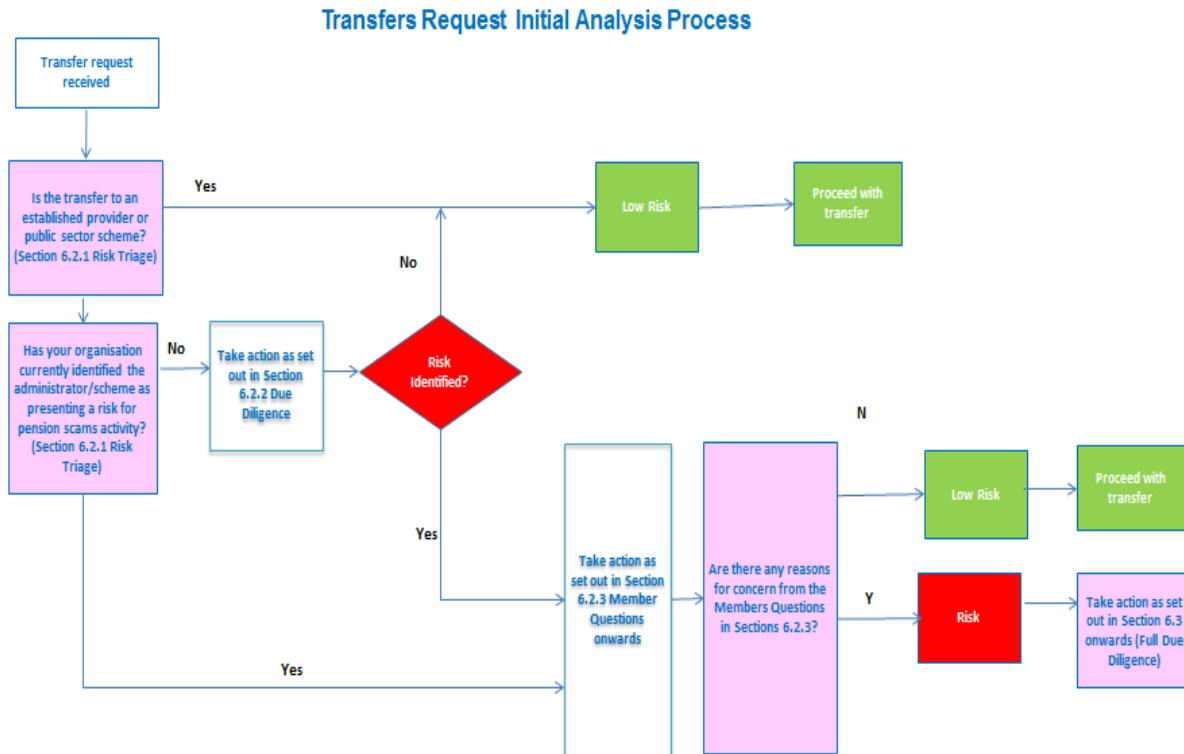 Transfers Request Initial Analysis Process
Transfer request
received
Is the transfer to an
established provider or
public sector scheme?
(Section 6.2.1 Risk Triage)
Yes
Low Risk
Proceed with
transfer
No
Has your organisation
currently identified the
administrator/scheme as
presenting a risk for
pension scams activity?
(Section 6.2.1 Risk
Triage)
No
Take action as set
out in Section
6.2.2 Due
Diligence
Risk
Identified?
Yes
Yes
Take action as
set out in Section
6.2.3 Member
Questions
onwards
Are there any reasons
for concern from the
Members Questions
in Sections 6.2.3?
N
Low Risk
Proceed with
transfer
Y
Risk
Take action as set
out in Section 6.3
onwards (Full Due
Diligence)